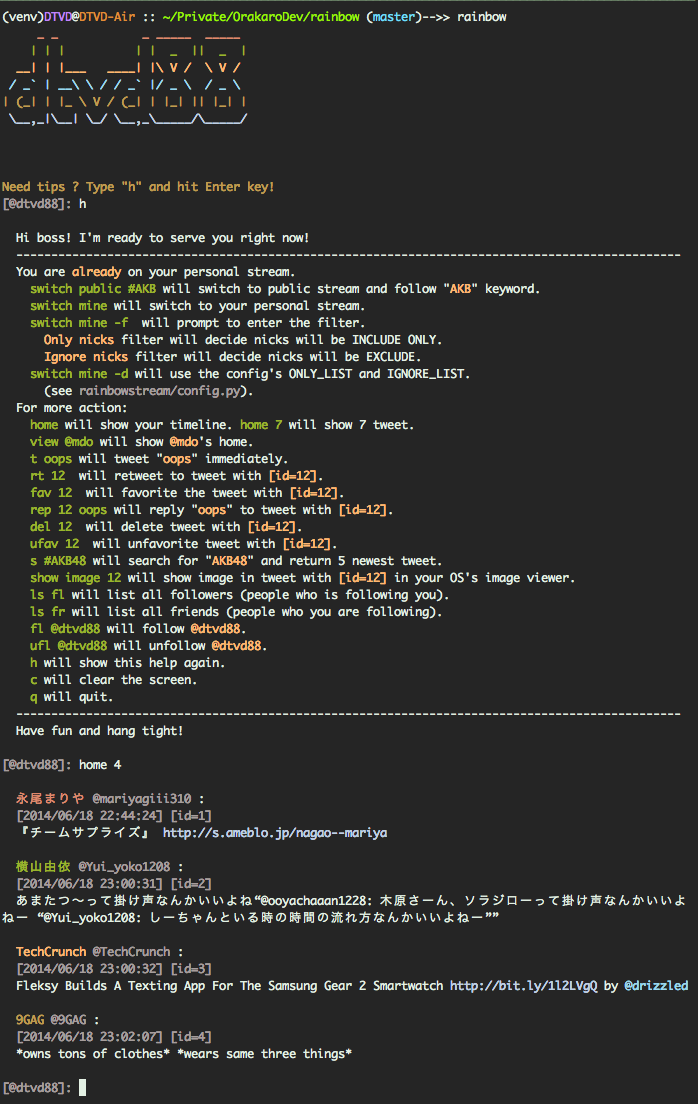 (venv)DTVD@DTVD-Air :: ~/Private/OrakaroDev/rainbow (master)-->> rainbow
dtvd88
Need tips ? Type "h" and hit Enter key!
[@dtvd88]: h
Hi boss! I'm ready to serve you right now!
-----------------------------------------------------------------------------------------------
You are already on your personal stream.
switch public #AKB will switch to public stream and follow "AKB" keyword.
switch mine will switch to your personal stream.
switch mine -f  will prompt to enter the filter.
Only nicks filter will decide nicks will be INCLUDE ONLY.
Ignore nicks filter will decide nicks will be EXCLUDE.
switch mine -d will use the config's ONLY_LIST and IGNORE_LIST.
(see rainbowstream/config.py).
For more action:
home will show your timeline. home 7 will show 7 tweet.
view @mdo will show @mdo's home.
t oops will tweet "oops" immediately.
rt 12  will retweet to tweet with [id=12].
fav 12  will favorite the tweet with [id=12].
rep 12 oops will reply "oops" to tweet with [id=12].
del 12  will delete tweet with [id=12].
ufav 12  will unfavorite tweet with [id=12].
s #AKB48 will search for "AKB48" and return 5 newest tweet.
show image 12 will show image in tweet with [id=12] in your OS's image viewer.
ls fl will list all followers (people who is following you).
ls fr will list all friends (people who you are following).
fl @dtvd88 will follow @dtvd88.
ufl @dtvd88 will unfollow @dtvd88.
h will show this help again.
c will clear the screen.
q will quit.
-----------------------------------------------------------------------------------------------
Have fun and hang tight!
[@dtvd88]: home 4
永尾まりや @mariyagiii310 :
[2014/06/18 22:44:24] [id=1]
『チームサプライズ』 http://s.ameblo.jp/nagao--mariya
横山由依 @Yui_yoko1208 :
[2014/06/18 23:00:31] [id=2]
あまたつ〜って掛け声なんかいいよね“@ooyachaaan1228: 木原さーん、ソラジローって掛け声なんかいいよ
ねー “@Yui_yoko1208: しーちゃんといる時の時間の流れ方なんかいいよねー””
TechCrunch @TechCrunch :
[2014/06/18 23:00:32] [id=3]
Fleksy Builds A Texting App For The Samsung Gear 2 Smartwatch http://bit.ly/1l2LVgQ by @drizzled
9GAG @9GAG :
[2014/06/18 23:02:07] [id=4]
*owns tons of clothes* *wears same three things*
[@dtvd88]: